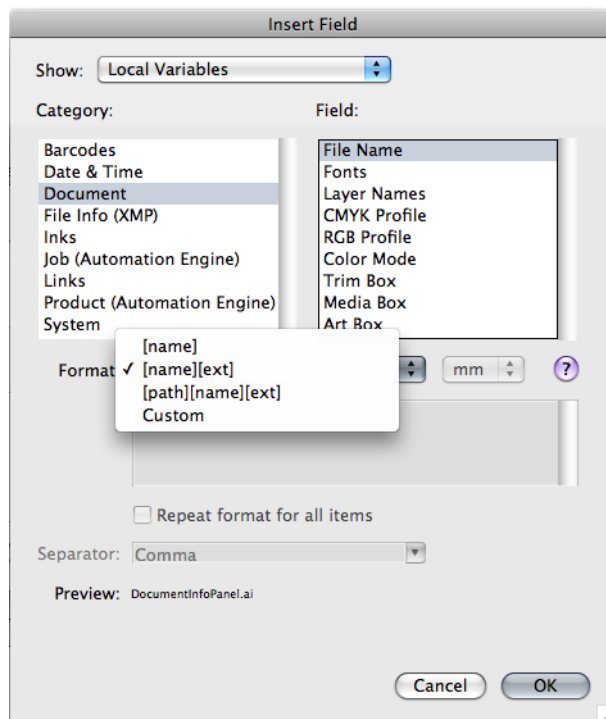 Insert Field
Show: Local Variables
Category: Field:
Barcodes
Date & Time
Document
File Info (XMP)
Inks
Job (Automation Engine)
Links
Product (Automation Engine)
System
File Name
Fonts
Layer Names
CMYK Profile
RGB Profile
Color Mode
Trim Box
Media Box
Art Box
Format ✓ [name][ext] mm ?
[name]
[path][name][ext]
Custom
Repeat format for all items
Separator: Comma
Preview: DocumentInfoPanel.ai
Cancel OK